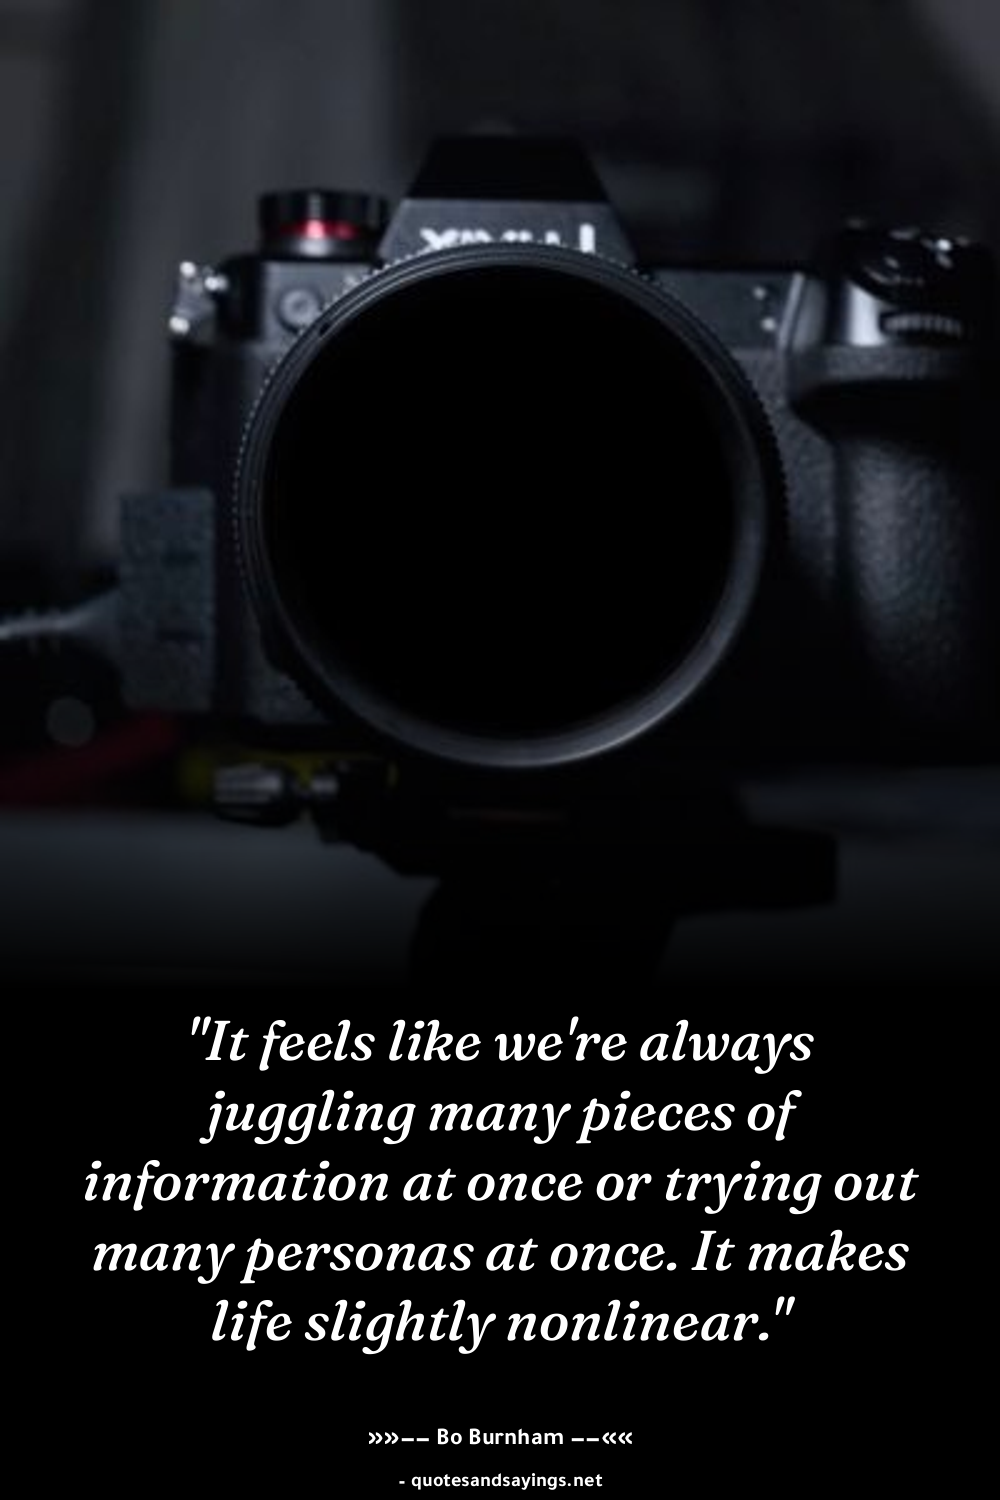 "It feels like we're always
juggling many pieces of
information at once or trying out
many personas at once. It makes
life slightly nonlinear."
»»—— Bo Burnham ——««
- quotesandsayings.net